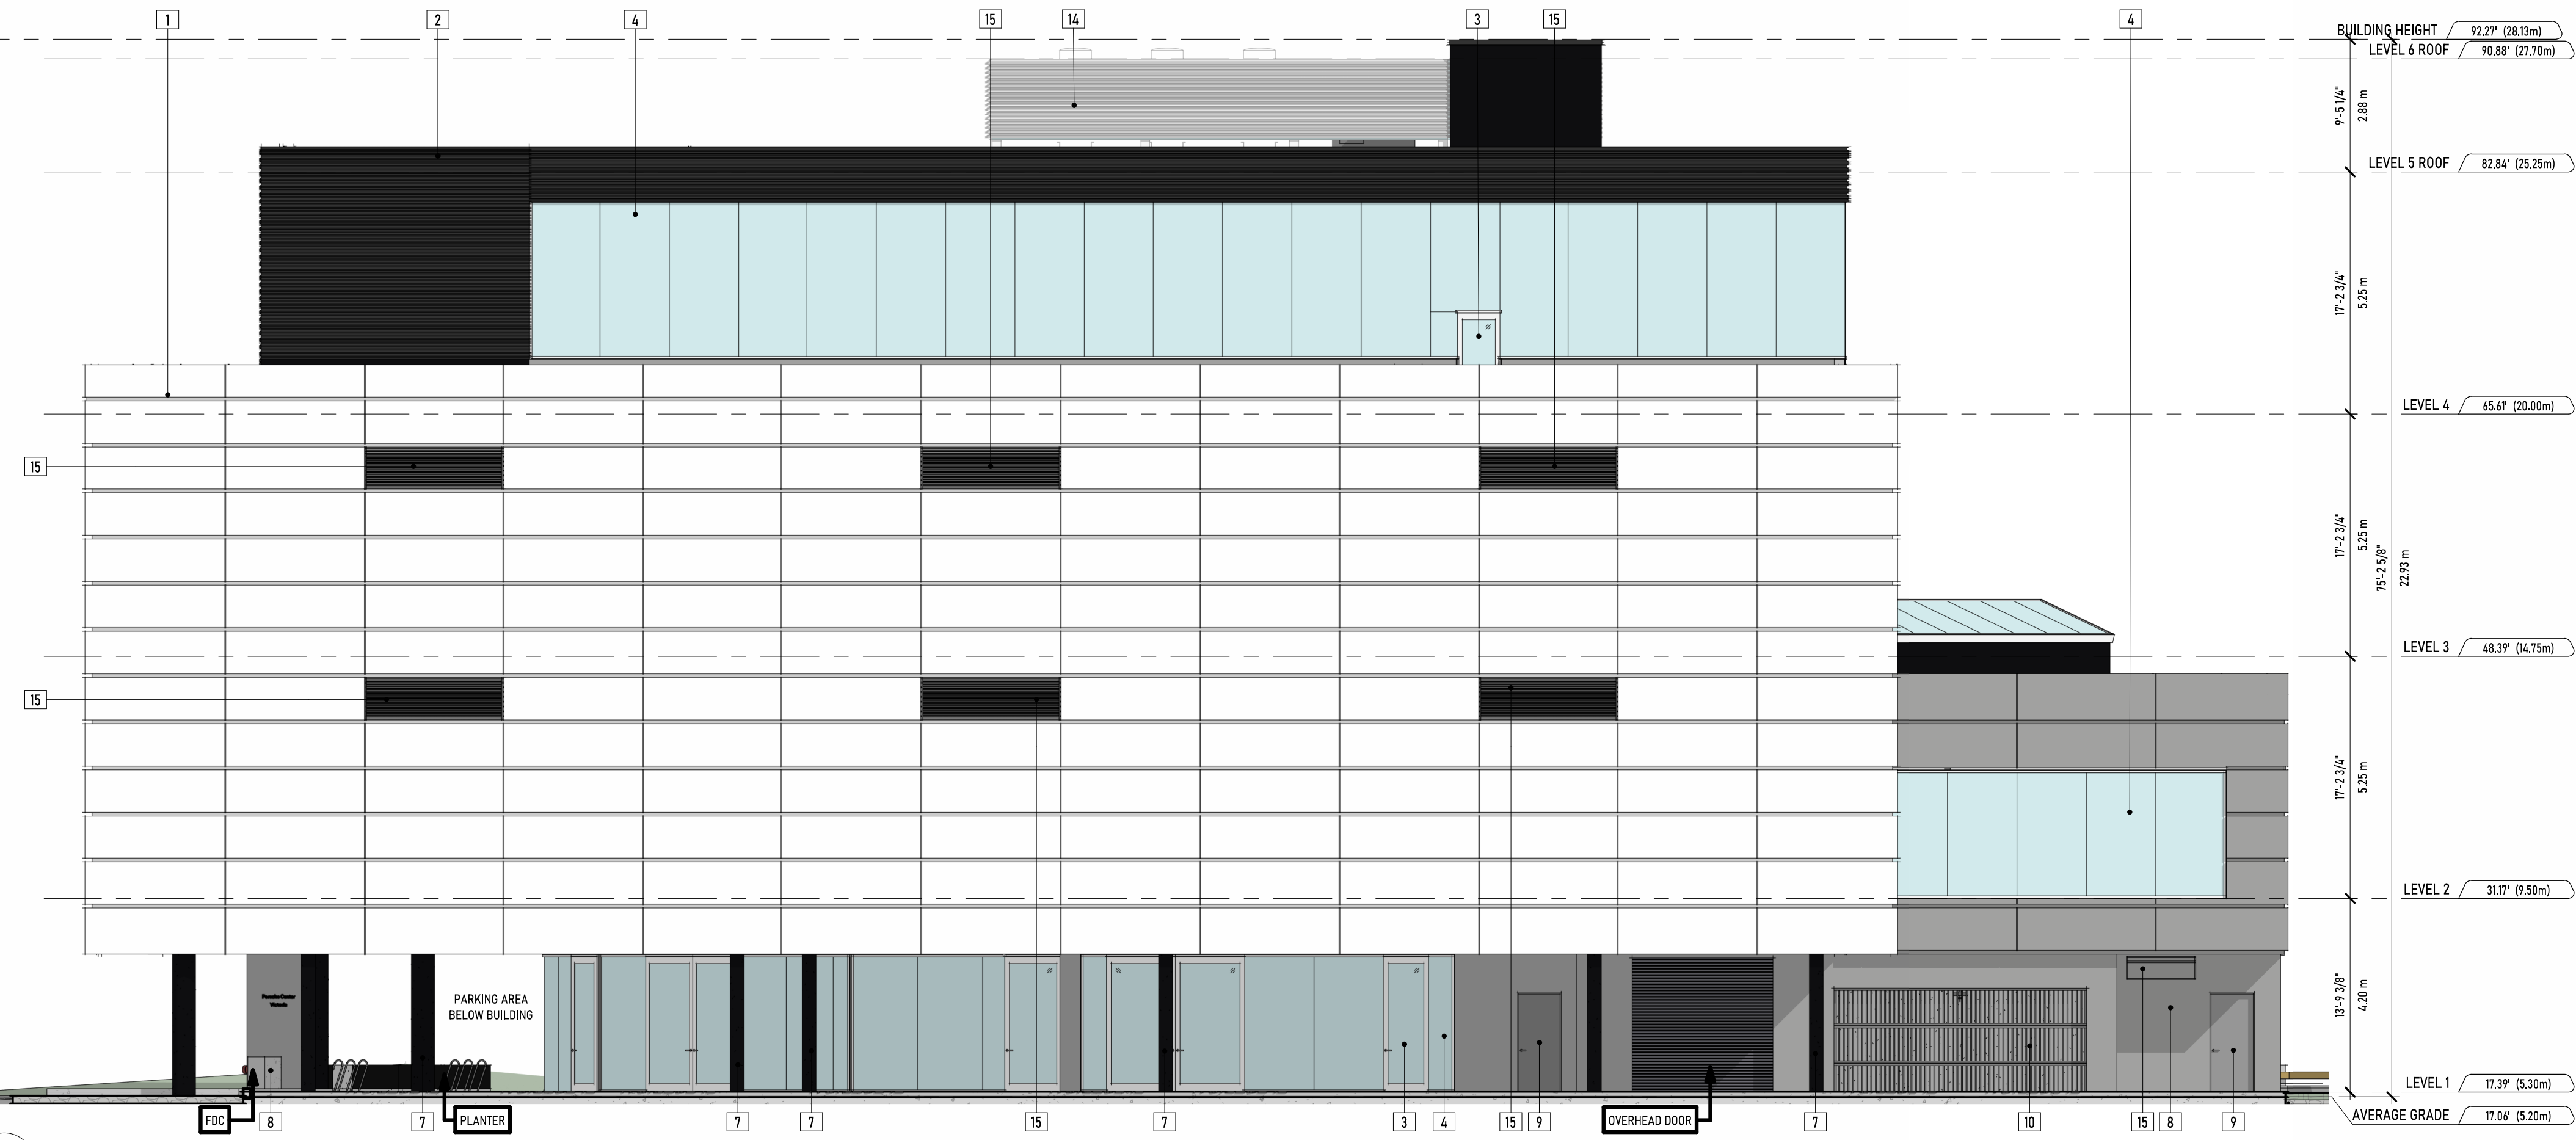 1
2
4
15
14
3
15
4
BUILDING HEIGHT 92.27' (28.13m)
LEVEL 6 ROOF 90.88' (27.70m)
9'-5 1/4"
2.88 m
LEVEL 5 ROOF 82.84' (25.25m)
17'-2 3/4"
5.25 m
LEVEL 4 65.61' (20.00m)
15
17'-2 3/4"
5.25 m
75'-2 5/8"
22.93 m
LEVEL 3 48.39' (14.75m)
15
17'-2 3/4"
5.25 m
LEVEL 2 31.17' (9.50m)
Porsche Center
Victoria
PARKING AREA
BELOW BUILDING
13'-9 3/8"
4.20 m
LEVEL 1 17.39' (5.30m)
AVERAGE GRADE 17.06' (5.20m)
FDC
8
7
PLANTER
7
7
15
7
3
4
15
9
OVERHEAD DOOR
7
10
15
8
9